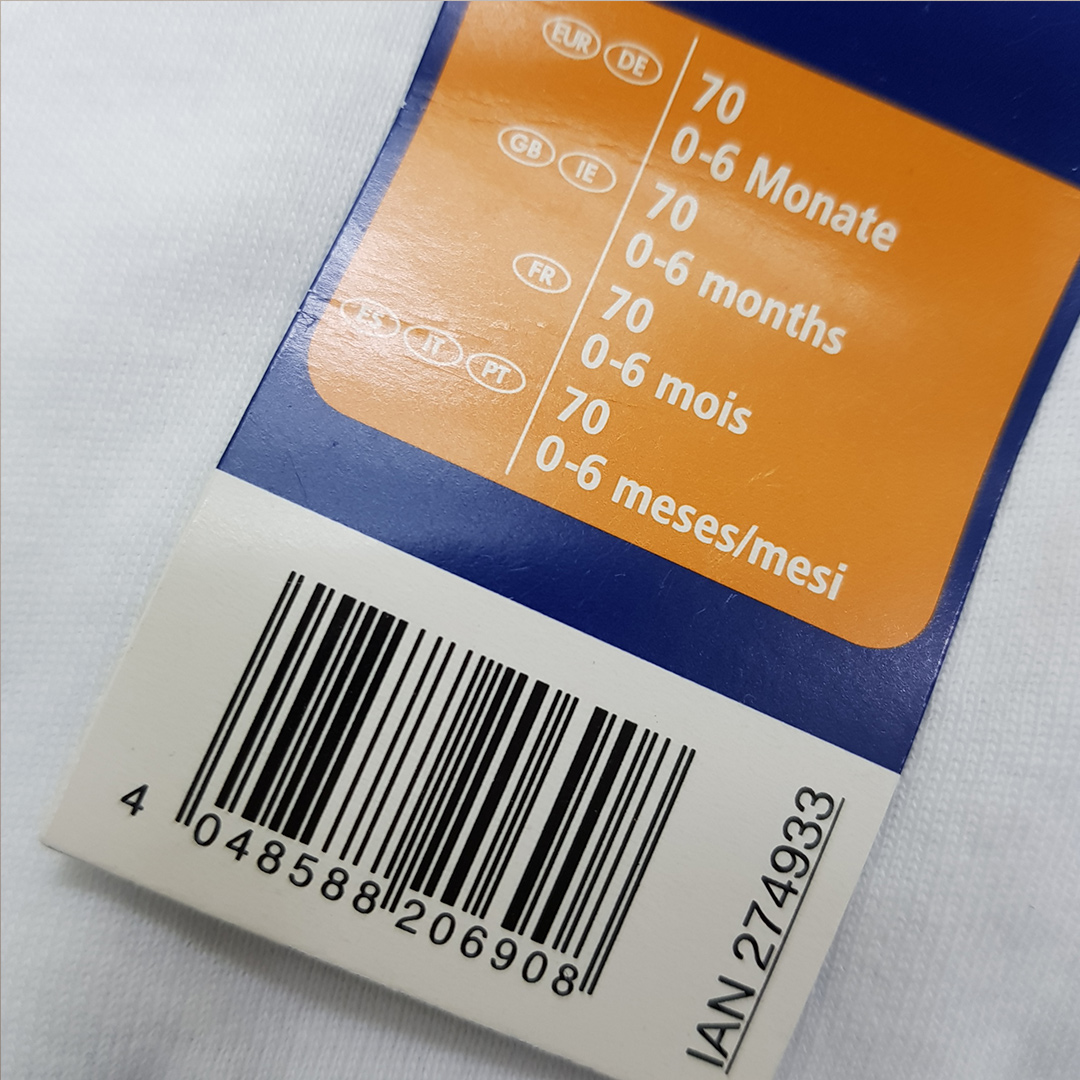 EUR DE 70
0-6 Monate
GB IE 70
0-6 months
FR 70
0-6 mois
ES IT PT 70
0-6 meses/mesi
4 048588 206908
IAN 274933